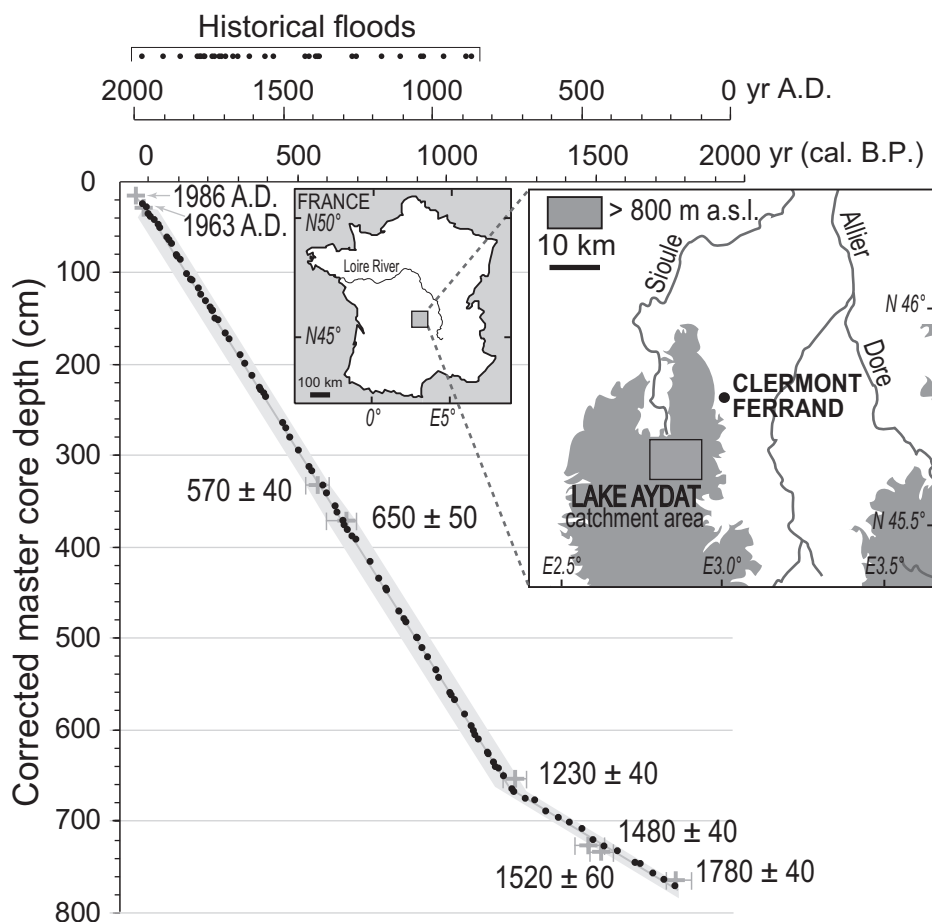 Historical floods
2000 1500 1000 500 0 yr A.D.
0 500 1000 1500 2000 yr (cal. B.P.)
Corrected master core depth (cm)
0
100
200
300
400
500
600
700
800
1986 A.D.
1963 A.D.
570 ± 40
650 ± 50
1230 ± 40
1480 ± 40
1520 ± 60
1780 ± 40
FRANCE
N50°
Loire River
N45°
100 km
0° E5°
> 800 m a.s.l.
10 km
Sioule
Allier
Dore
N 46°
CLERMONT
FERRAND
LAKE AYDAT
catchment area
N 45.5°
E2.5° E3.0° E3.5°